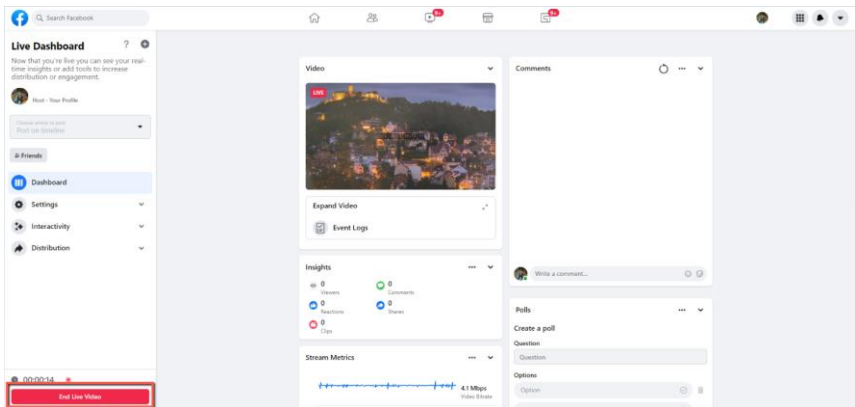 Search Facebook
9+
9+
Live Dashboard
?
Now that you're live you can see your real-
time insights or add tools to increase
distribution or engagement.
Host - Your Profile
Choose where to post
Post on timeline
Friends
Dashboard
Settings
Interactivity
Distribution
00:00:14
End Live Video
Video
LIVE
Expand Video
Event Logs
Insights
0
Viewers
0
Comments
0
Reactions
0
Shares
0
Clips
Stream Metrics
4.1 Mbps
Video Bitrate
Comments
Write a comment...
Polls
Create a poll
Question
Question
Options
Option